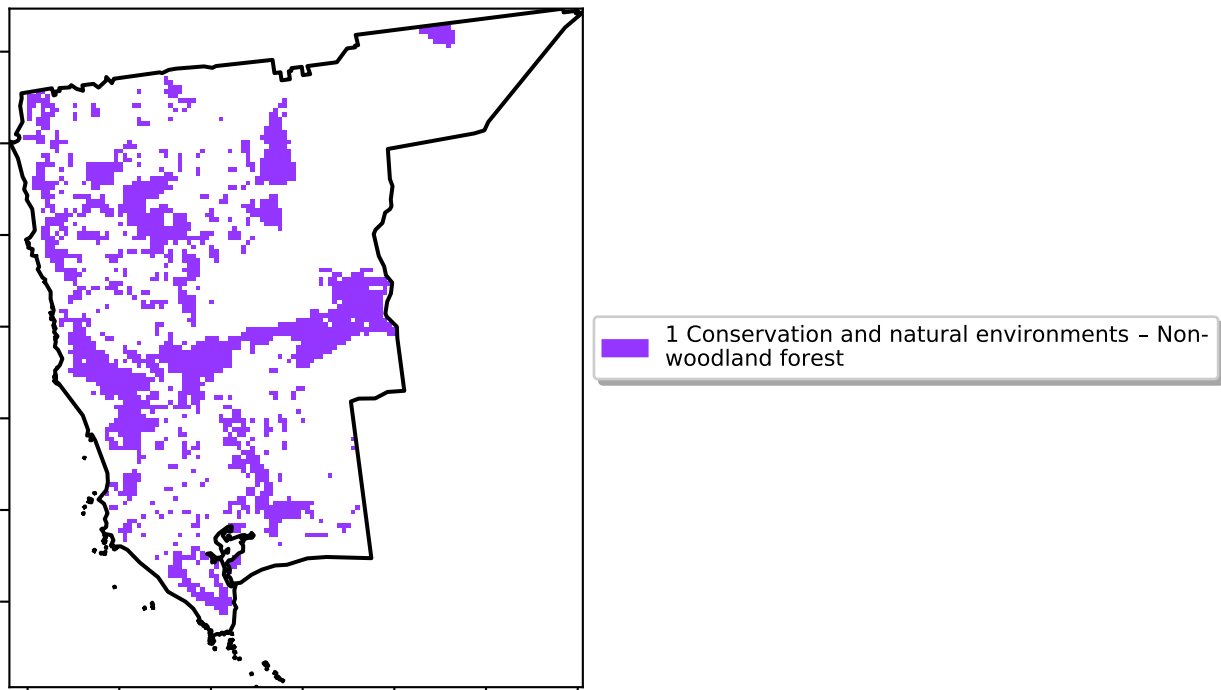 1 Conservation and natural environments – Non-
woodland forest